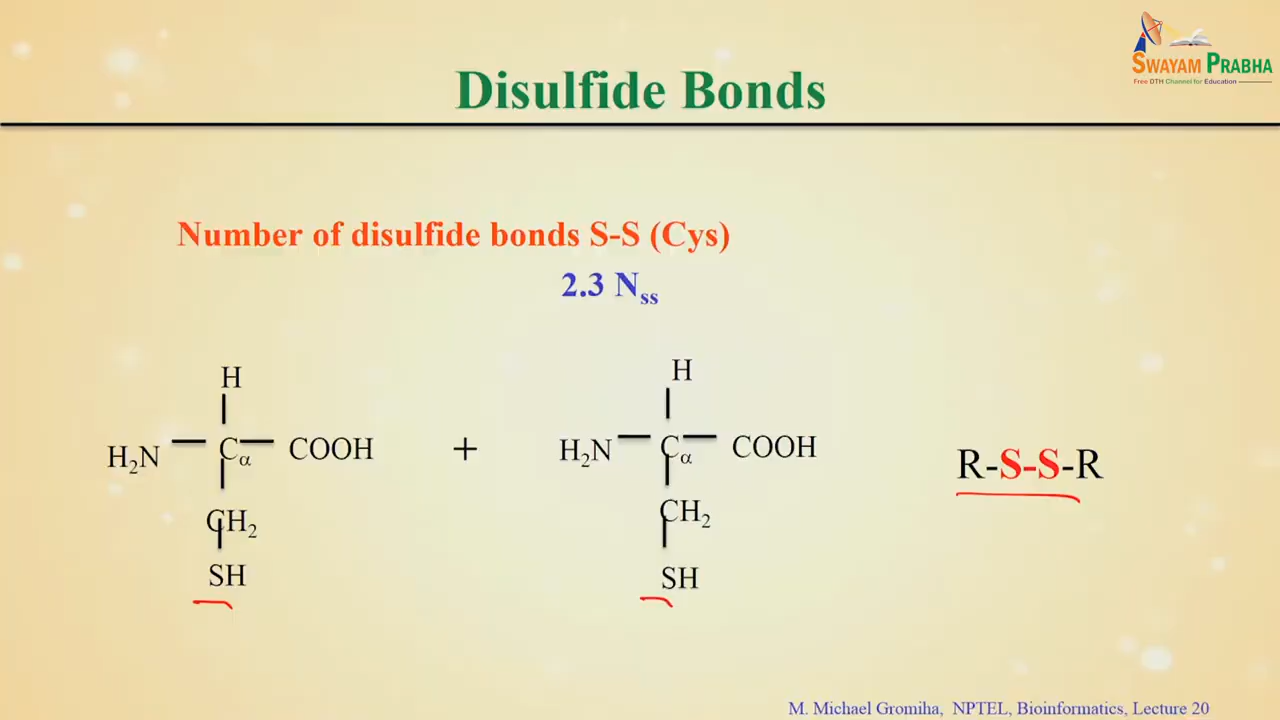 SWAYAM PRABHA
Free DTH Channel for Education
Disulfide Bonds
Number of disulfide bonds S-S (Cys)
2.3 Nss
H
H
H₂N Cα COOH + H₂N Cα COOH
R-S-S-R
CH₂ CH₂
SH SH
M. Michael Gromiha, NPTEL, Bioinformatics, Lecture 20